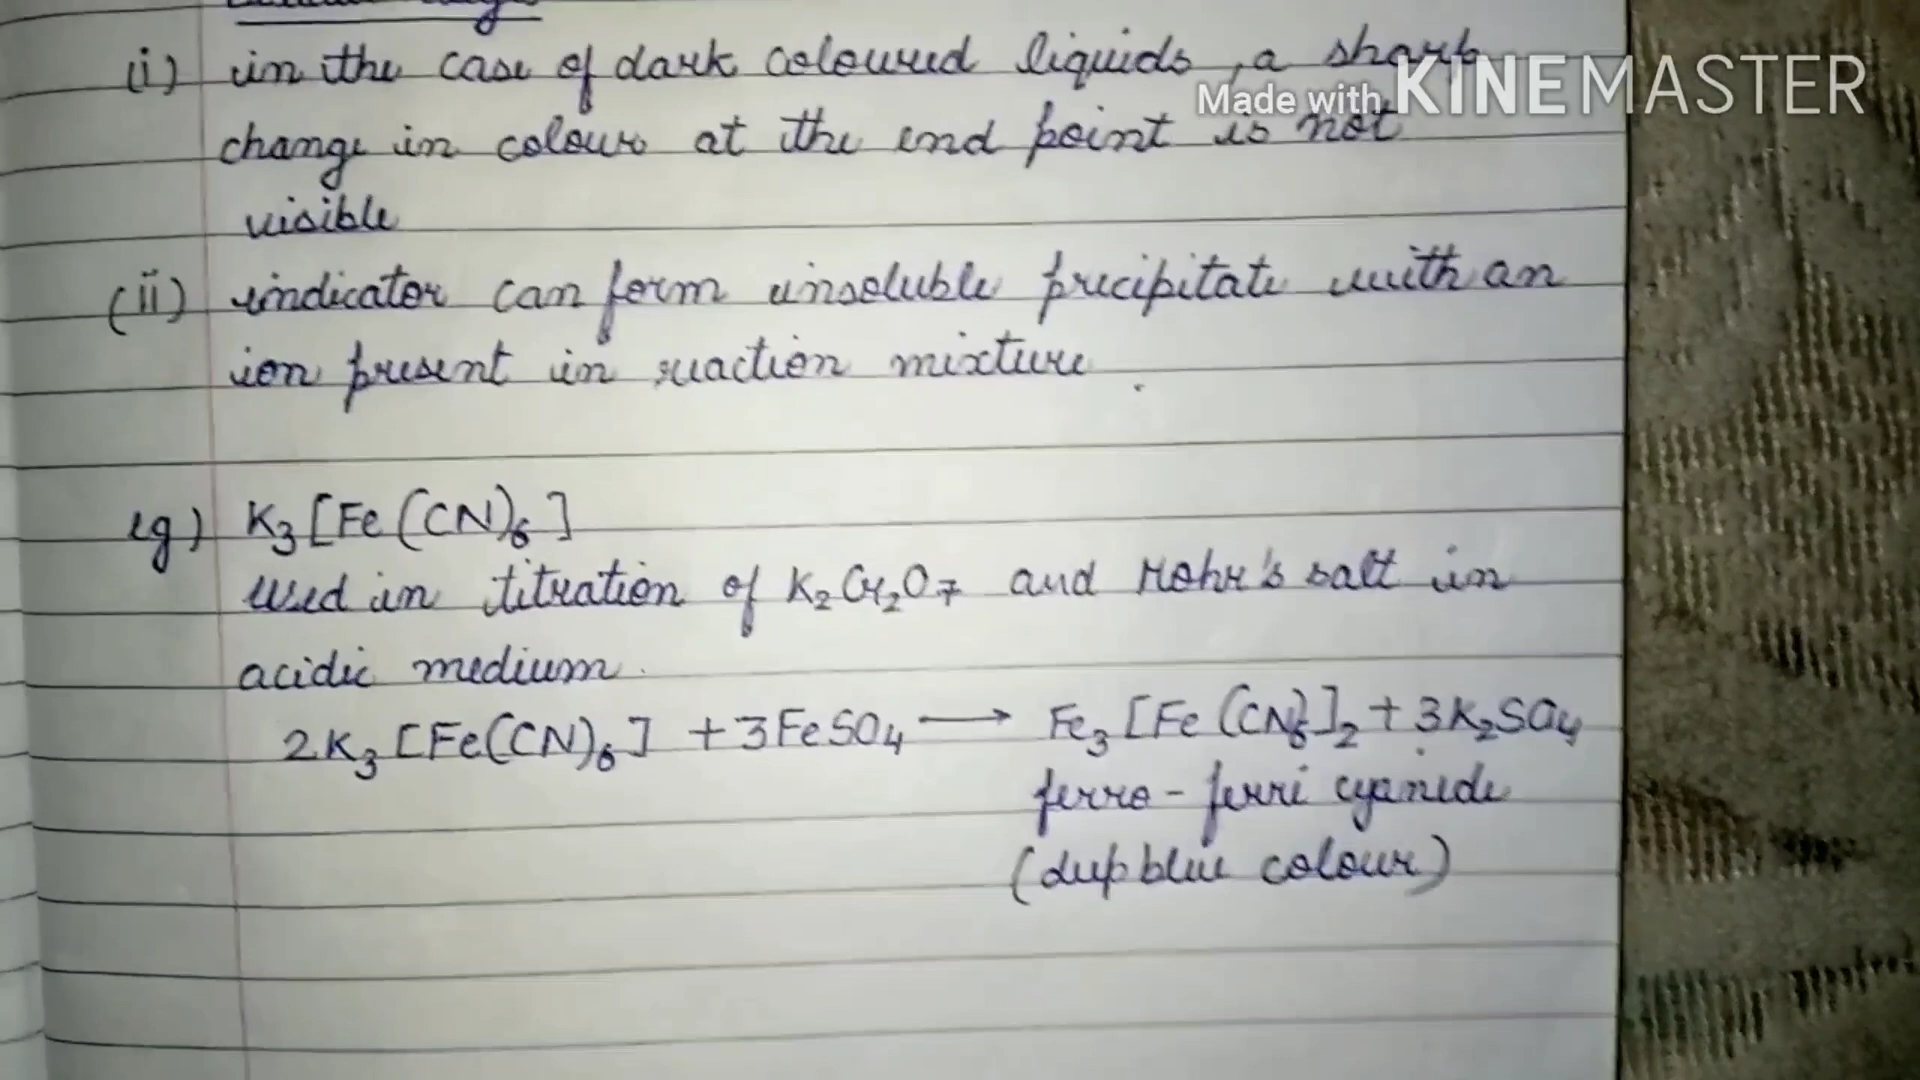 (i) in the case of dark coloured liquids, a sharp
Made with KINEMASTER
change in colour at the end point is not
visible
(ii) indicator can form insoluble precipitate with an
ion present in reaction mixture.
eg) K₃[Fe(CN)₆]
used in titration of K₂Cr₂O₇ and Mohr's salt in
acidic medium.
2K₃[Fe(CN)₆] + 3FeSO₄ ⟶ Fe₃[Fe(CN)₆]₂ + 3K₂SO₄
ferro-ferri cyanide
(deep blue colour)